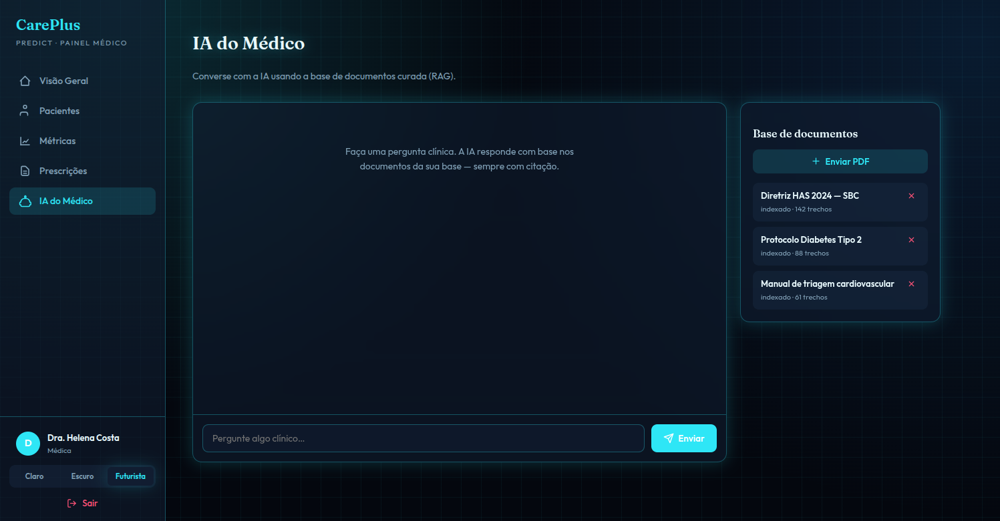 CarePlus
PREDICT · PAINEL MÉDICO
Visão Geral
Pacientes
Métricas
Prescrições
IA do Médico
D
Dra. Helena Costa
Médica
Claro
Escuro
Futurista
Sair
IA do Médico
Converse com a IA usando a base de documentos curada (RAG).
Faça uma pergunta clínica. A IA responde com base nos
documentos da sua base — sempre com citação.
Pergunte algo clínico...
Enviar
Base de documentos
+ Enviar PDF
Diretriz HAS 2024 — SBC
indexado · 142 trechos
Protocolo Diabetes Tipo 2
indexado · 88 trechos
Manual de triagem cardiovascular
indexado · 61 trechos